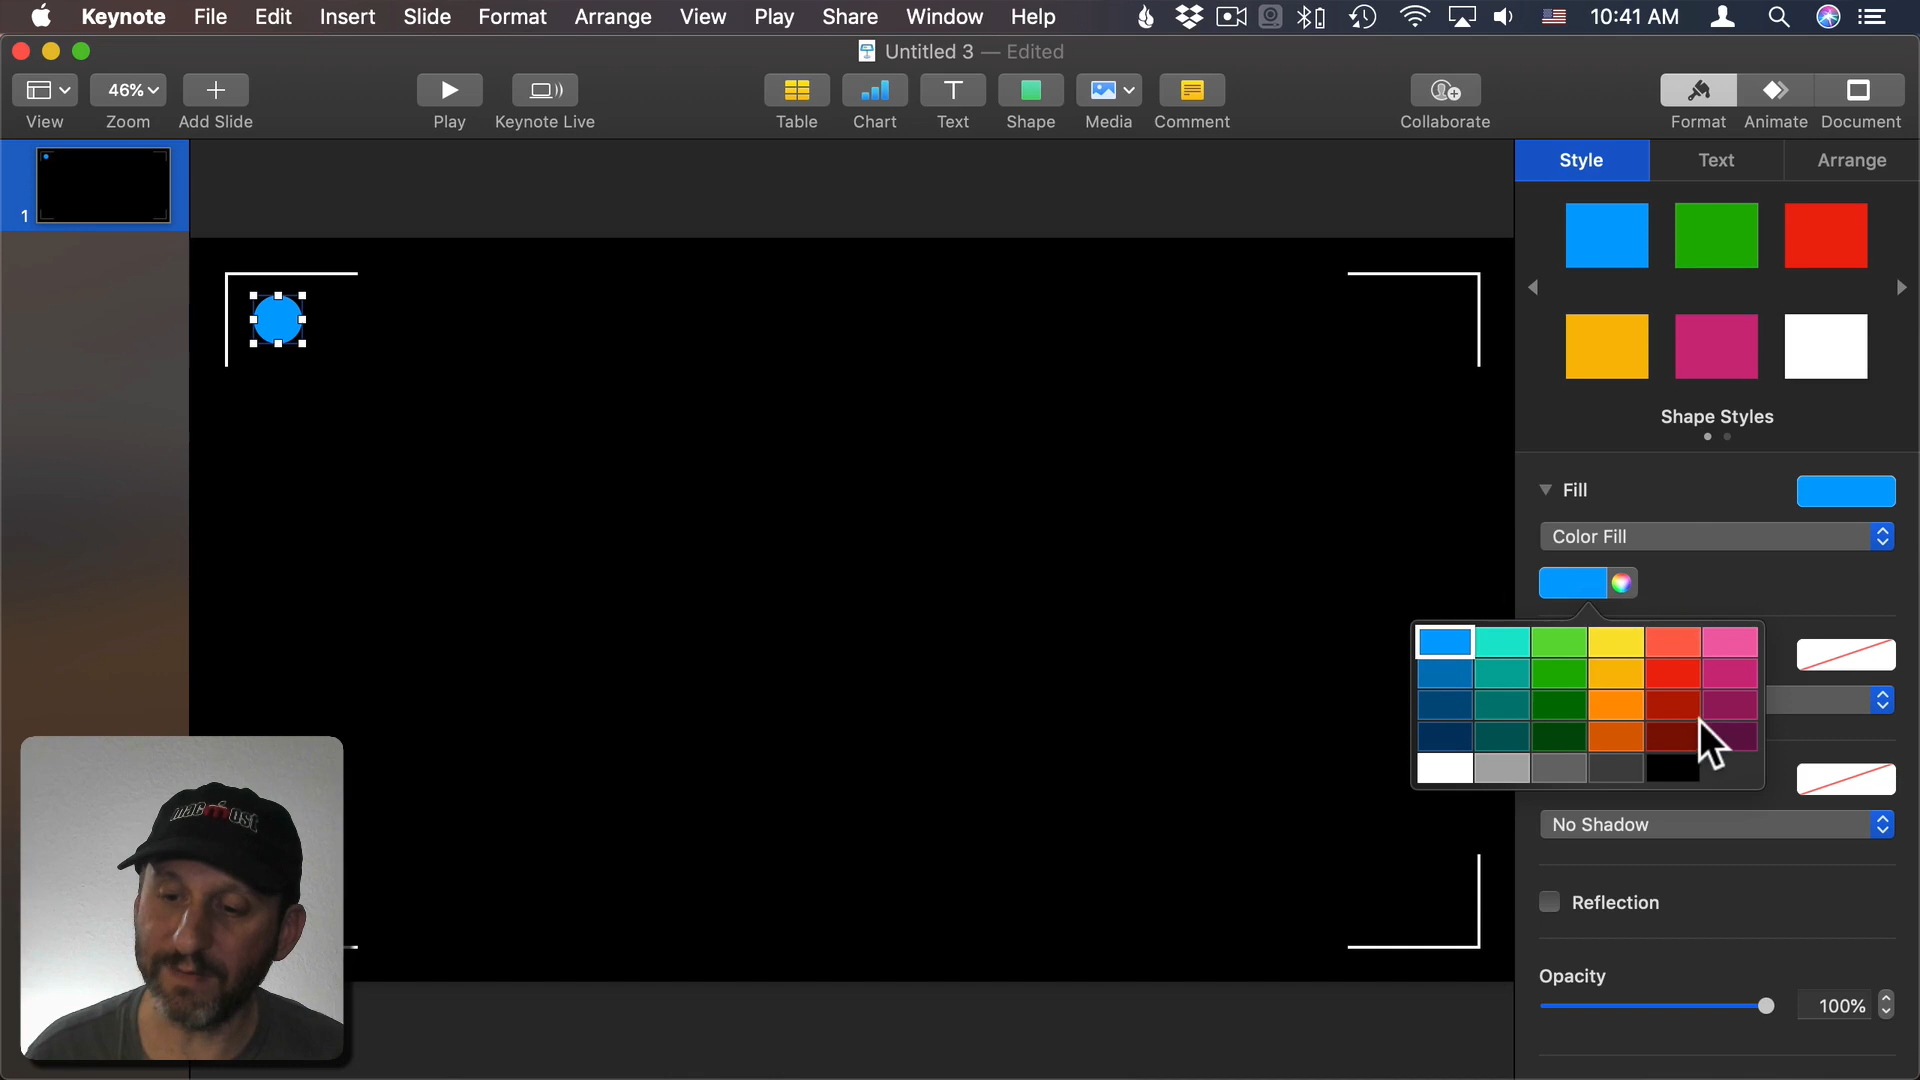 Keynote File Edit Insert Slide Format Arrange View Play Share Window Help 10:41 AM
Untitled 3 — Edited
46%
View Zoom Add Slide Play Keynote Live Table Chart Text Shape Media Comment Collaborate Format Animate Document
Style Text Arrange
1
Shape Styles
Fill
Color Fill
No Shadow
Reflection
Opacity
100%
macmost